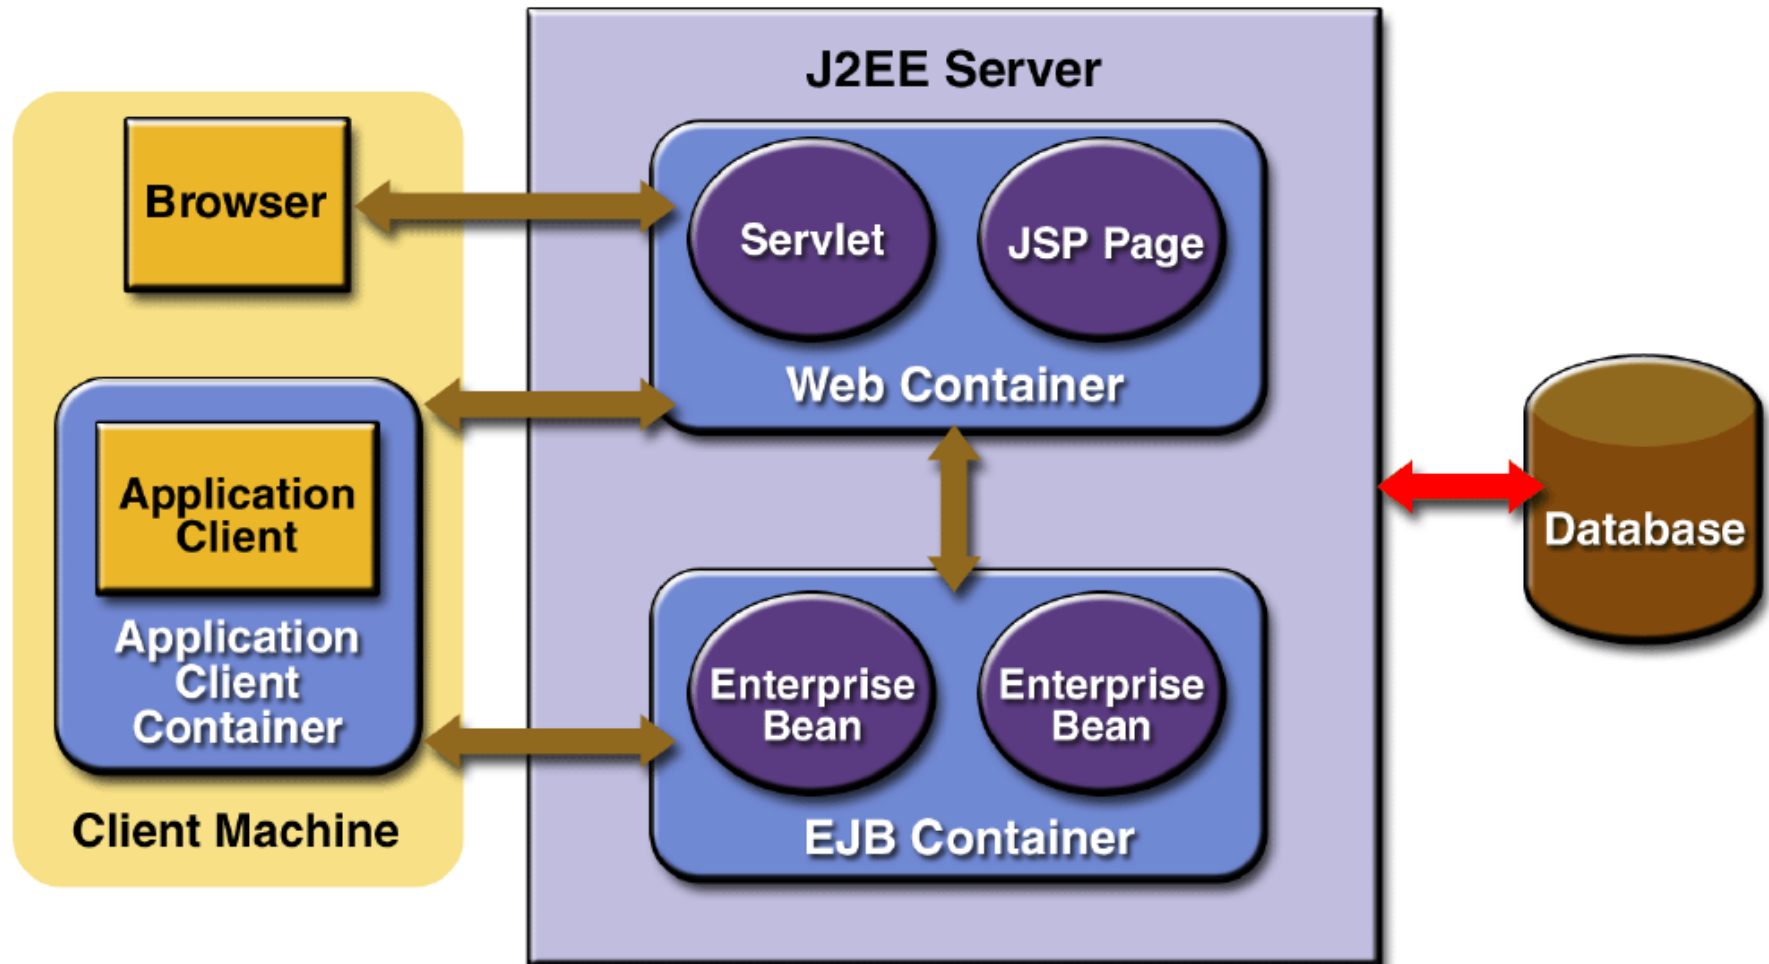 J2EE Server
Browser
Servlet
JSP Page
Web Container
Application
Client
Application
Client
Container
Client Machine
Enterprise
Bean
Enterprise
Bean
EJB Container
Database